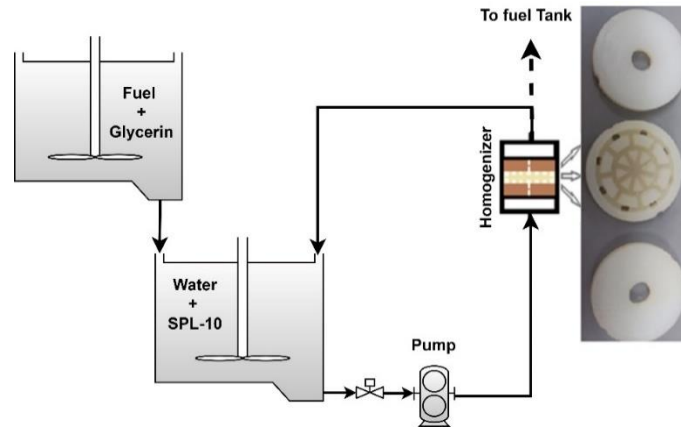 To fuel Tank
Fuel
+
Glycerin
Homogenizer
Water
+
SPL-10
Pump